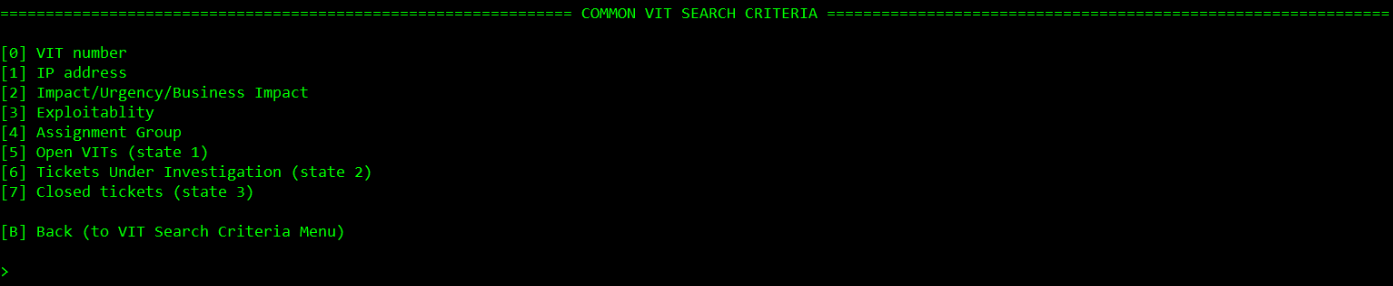 =============================================================== COMMON VIT SEARCH CRITERIA ==============================================================
[0] VIT number
[1] IP address
[2] Impact/Urgency/Business Impact
[3] Exploitablity
[4] Assignment Group
[5] Open VITs (state 1)
[6] Tickets Under Investigation (state 2)
[7] Closed tickets (state 3)
[B] Back (to VIT Search Criteria Menu)
>